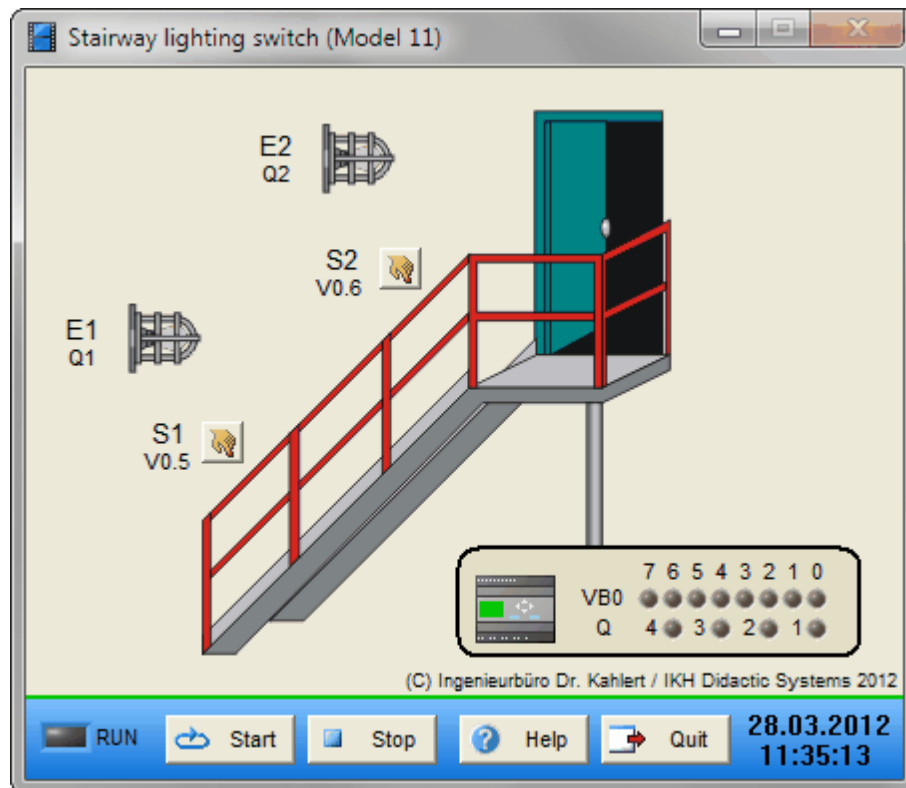 Stairway lighting switch (Model 11)
E2
Q2
S2
V0.6
E1
Q1
S1
V0.5
7 6 5 4 3 2 1 0
VB0
Q 4 3 2 1
(C) Ingenieurbüro Dr. Kahlert / IKH Didactic Systems 2012
RUN Start Stop Help Quit 28.03.2012
11:35:13